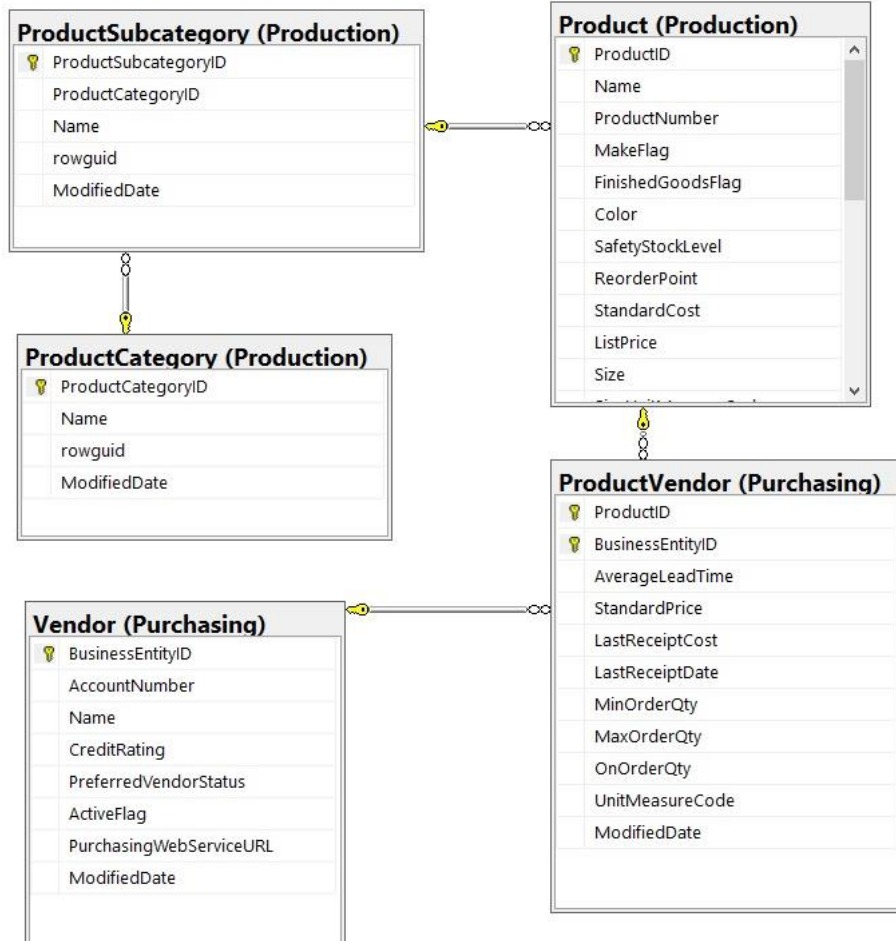 ProductSubcategory (Production)
ProductSubcategoryID
ProductCategoryID
Name
rowguid
ModifiedDate
Product (Production)
ProductID
Name
ProductNumber
MakeFlag
FinishedGoodsFlag
Color
SafetyStockLevel
ReorderPoint
StandardCost
ListPrice
Size
ProductCategory (Production)
ProductCategoryID
Name
rowguid
ModifiedDate
ProductVendor (Purchasing)
ProductID
BusinessEntityID
AverageLeadTime
StandardPrice
LastReceiptCost
LastReceiptDate
MinOrderQty
MaxOrderQty
OnOrderQty
UnitMeasureCode
ModifiedDate
Vendor (Purchasing)
BusinessEntityID
AccountNumber
Name
CreditRating
PreferredVendorStatus
ActiveFlag
PurchasingWebServiceURL
ModifiedDate